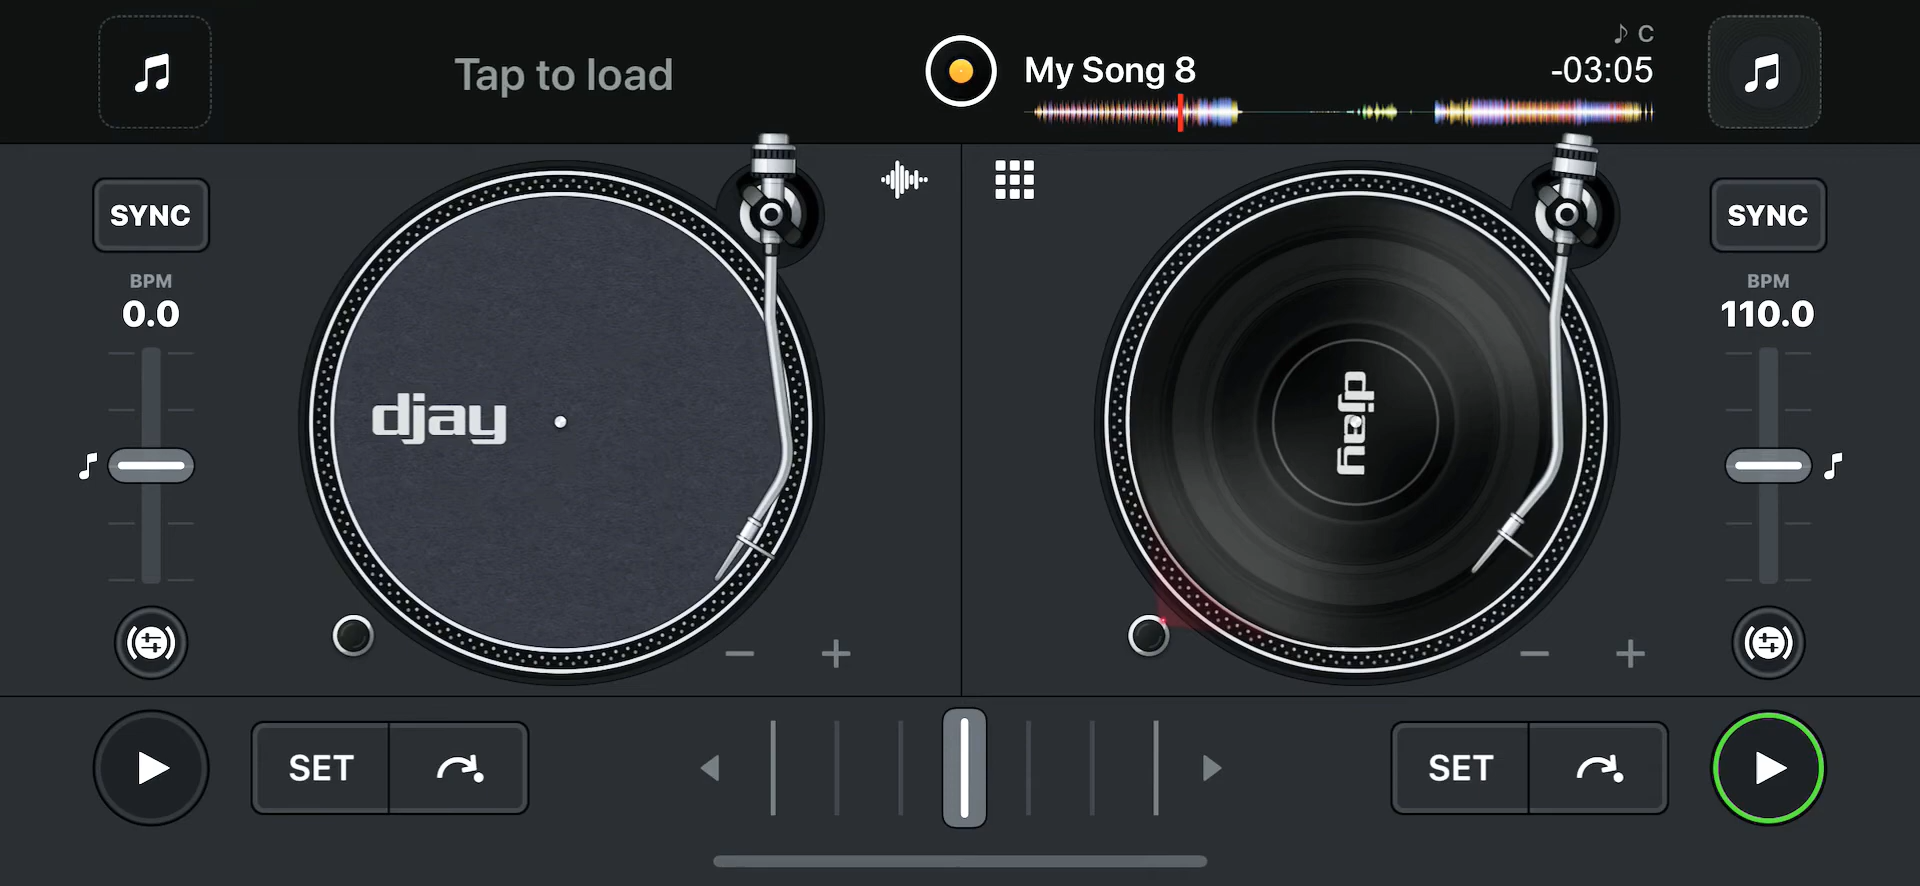 Tap to load
My Song 8
C
-03:05
SYNC
BPM
0.0
djay
djay
SYNC
BPM
110.0
SET
SET